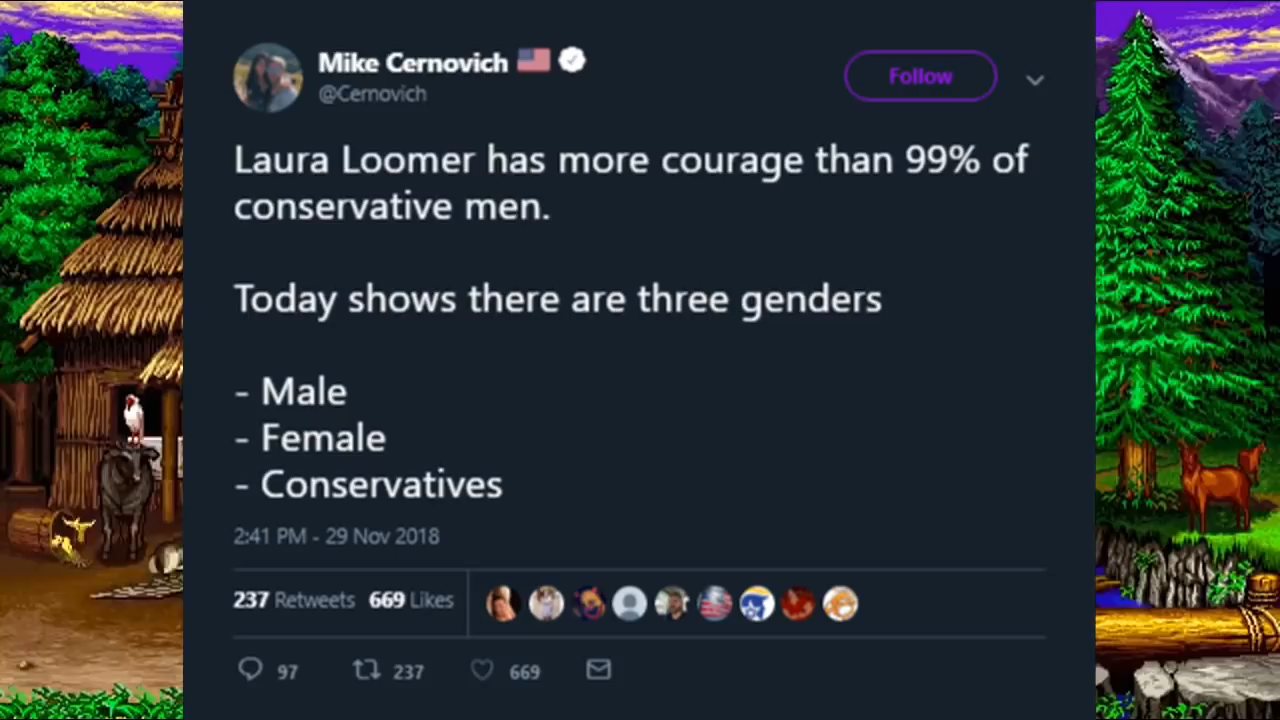 Mike Cernovich
@Cernovich
Follow
Laura Loomer has more courage than 99% of
conservative men.
Today shows there are three genders
- Male
- Female
- Conservatives
2:41 PM - 29 Nov 2018
237 Retweets 669 Likes
97 237 669